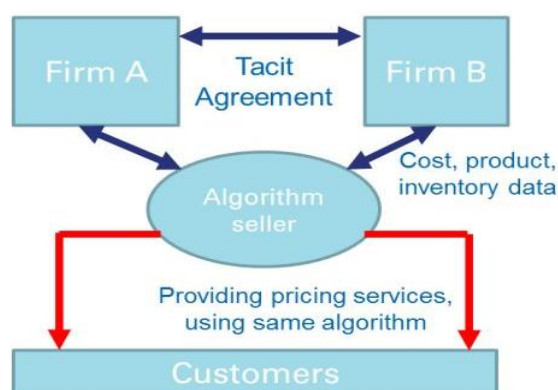 Firm A
Tacit
Agreement
Firm B
Cost, product,
inventory data
Algorithm
seller
Providing pricing services,
using same algorithm
Customers